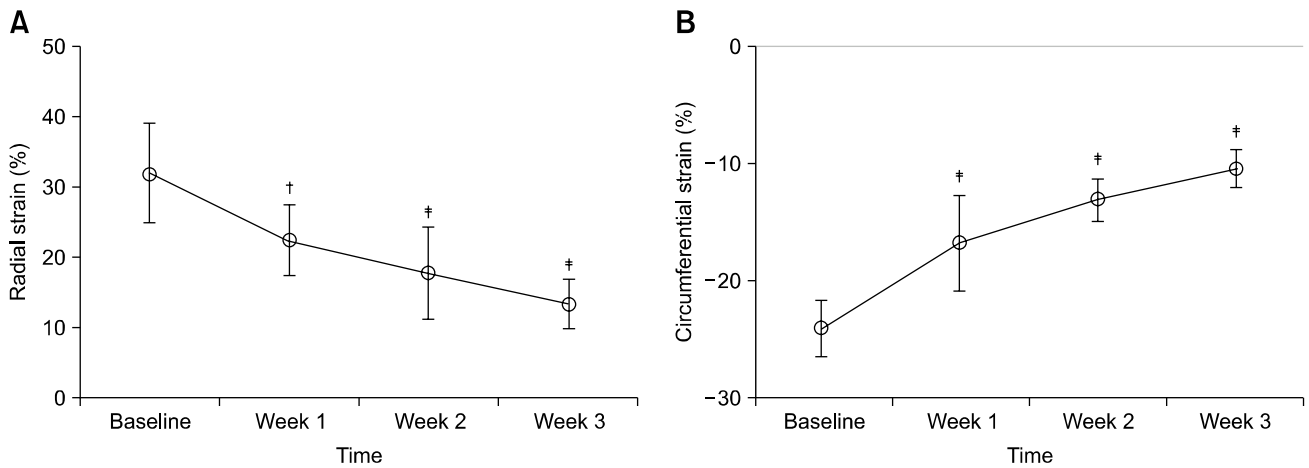 A
Radial strain (%)
50
40
30
20
10
0
†
‡
‡
Baseline Week 1 Week 2 Week 3
Time
B
Circumferential strain (%)
0
−10
−20
−30
‡
‡
‡
Baseline Week 1 Week 2 Week 3
Time